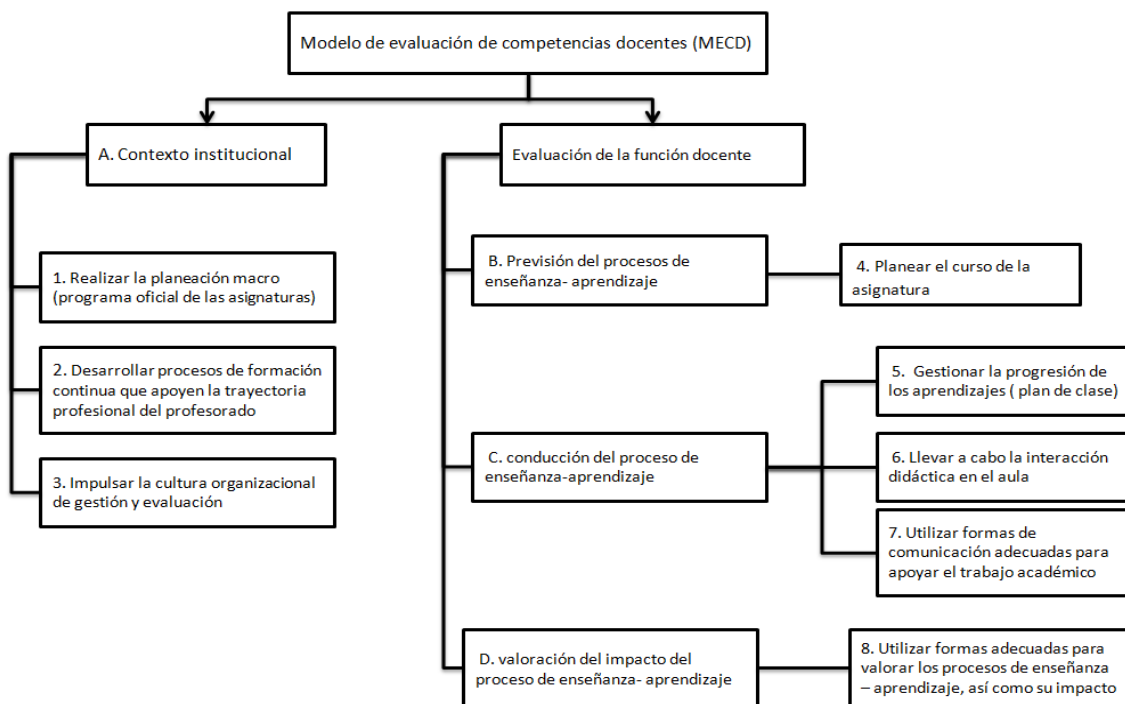 Modelo de evaluación de competencias docentes (MECD)
A. Contexto institucional
1. Realizar la planeación macro
(programa oficial de las asignaturas)
2. Desarrollar procesos de formación
continua que apoyen la trayectoria
profesional del profesorado
3. Impulsar la cultura organizacional
de gestión y evaluación
Evaluación de la función docente
B. Previsión del procesos de
enseñanza- aprendizaje
4. Planear el curso de la
asignatura
C. conducción del proceso de
enseñanza-aprendizaje
5. Gestionar la progresión de
los aprendizajes ( plan de clase)
6. Llevar a cabo la interacción
didáctica en el aula
7. Utilizar formas de
comunicación adecuadas para
apoyar el trabajo académico
D. valoración del impacto del
proceso de enseñanza- aprendizaje
8. Utilizar formas adecuadas para
valorar los procesos de enseñanza
– aprendizaje, así como su impacto